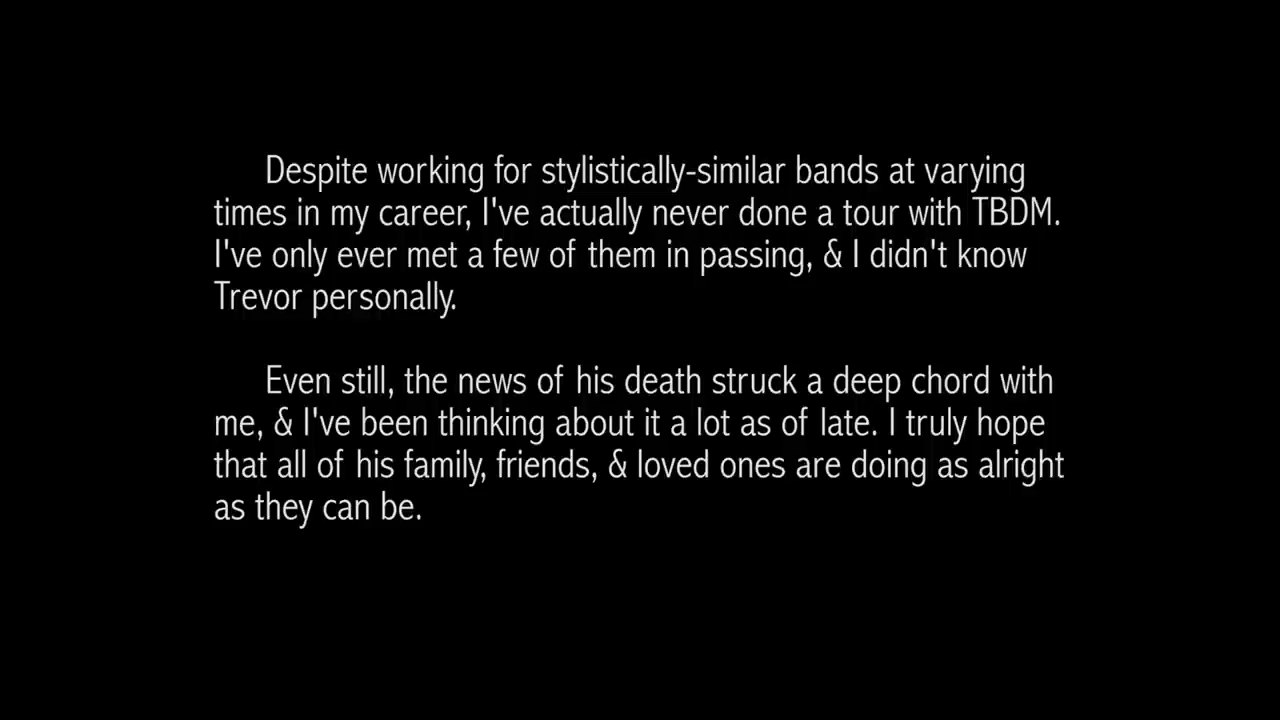 Despite working for stylistically-similar bands at varying
times in my career, I've actually never done a tour with TBDM.
I've only ever met a few of them in passing, & I didn't know
Trevor personally.
Even still, the news of his death struck a deep chord with
me, & I've been thinking about it a lot as of late. I truly hope
that all of his family, friends, & loved ones are doing as alright
as they can be.